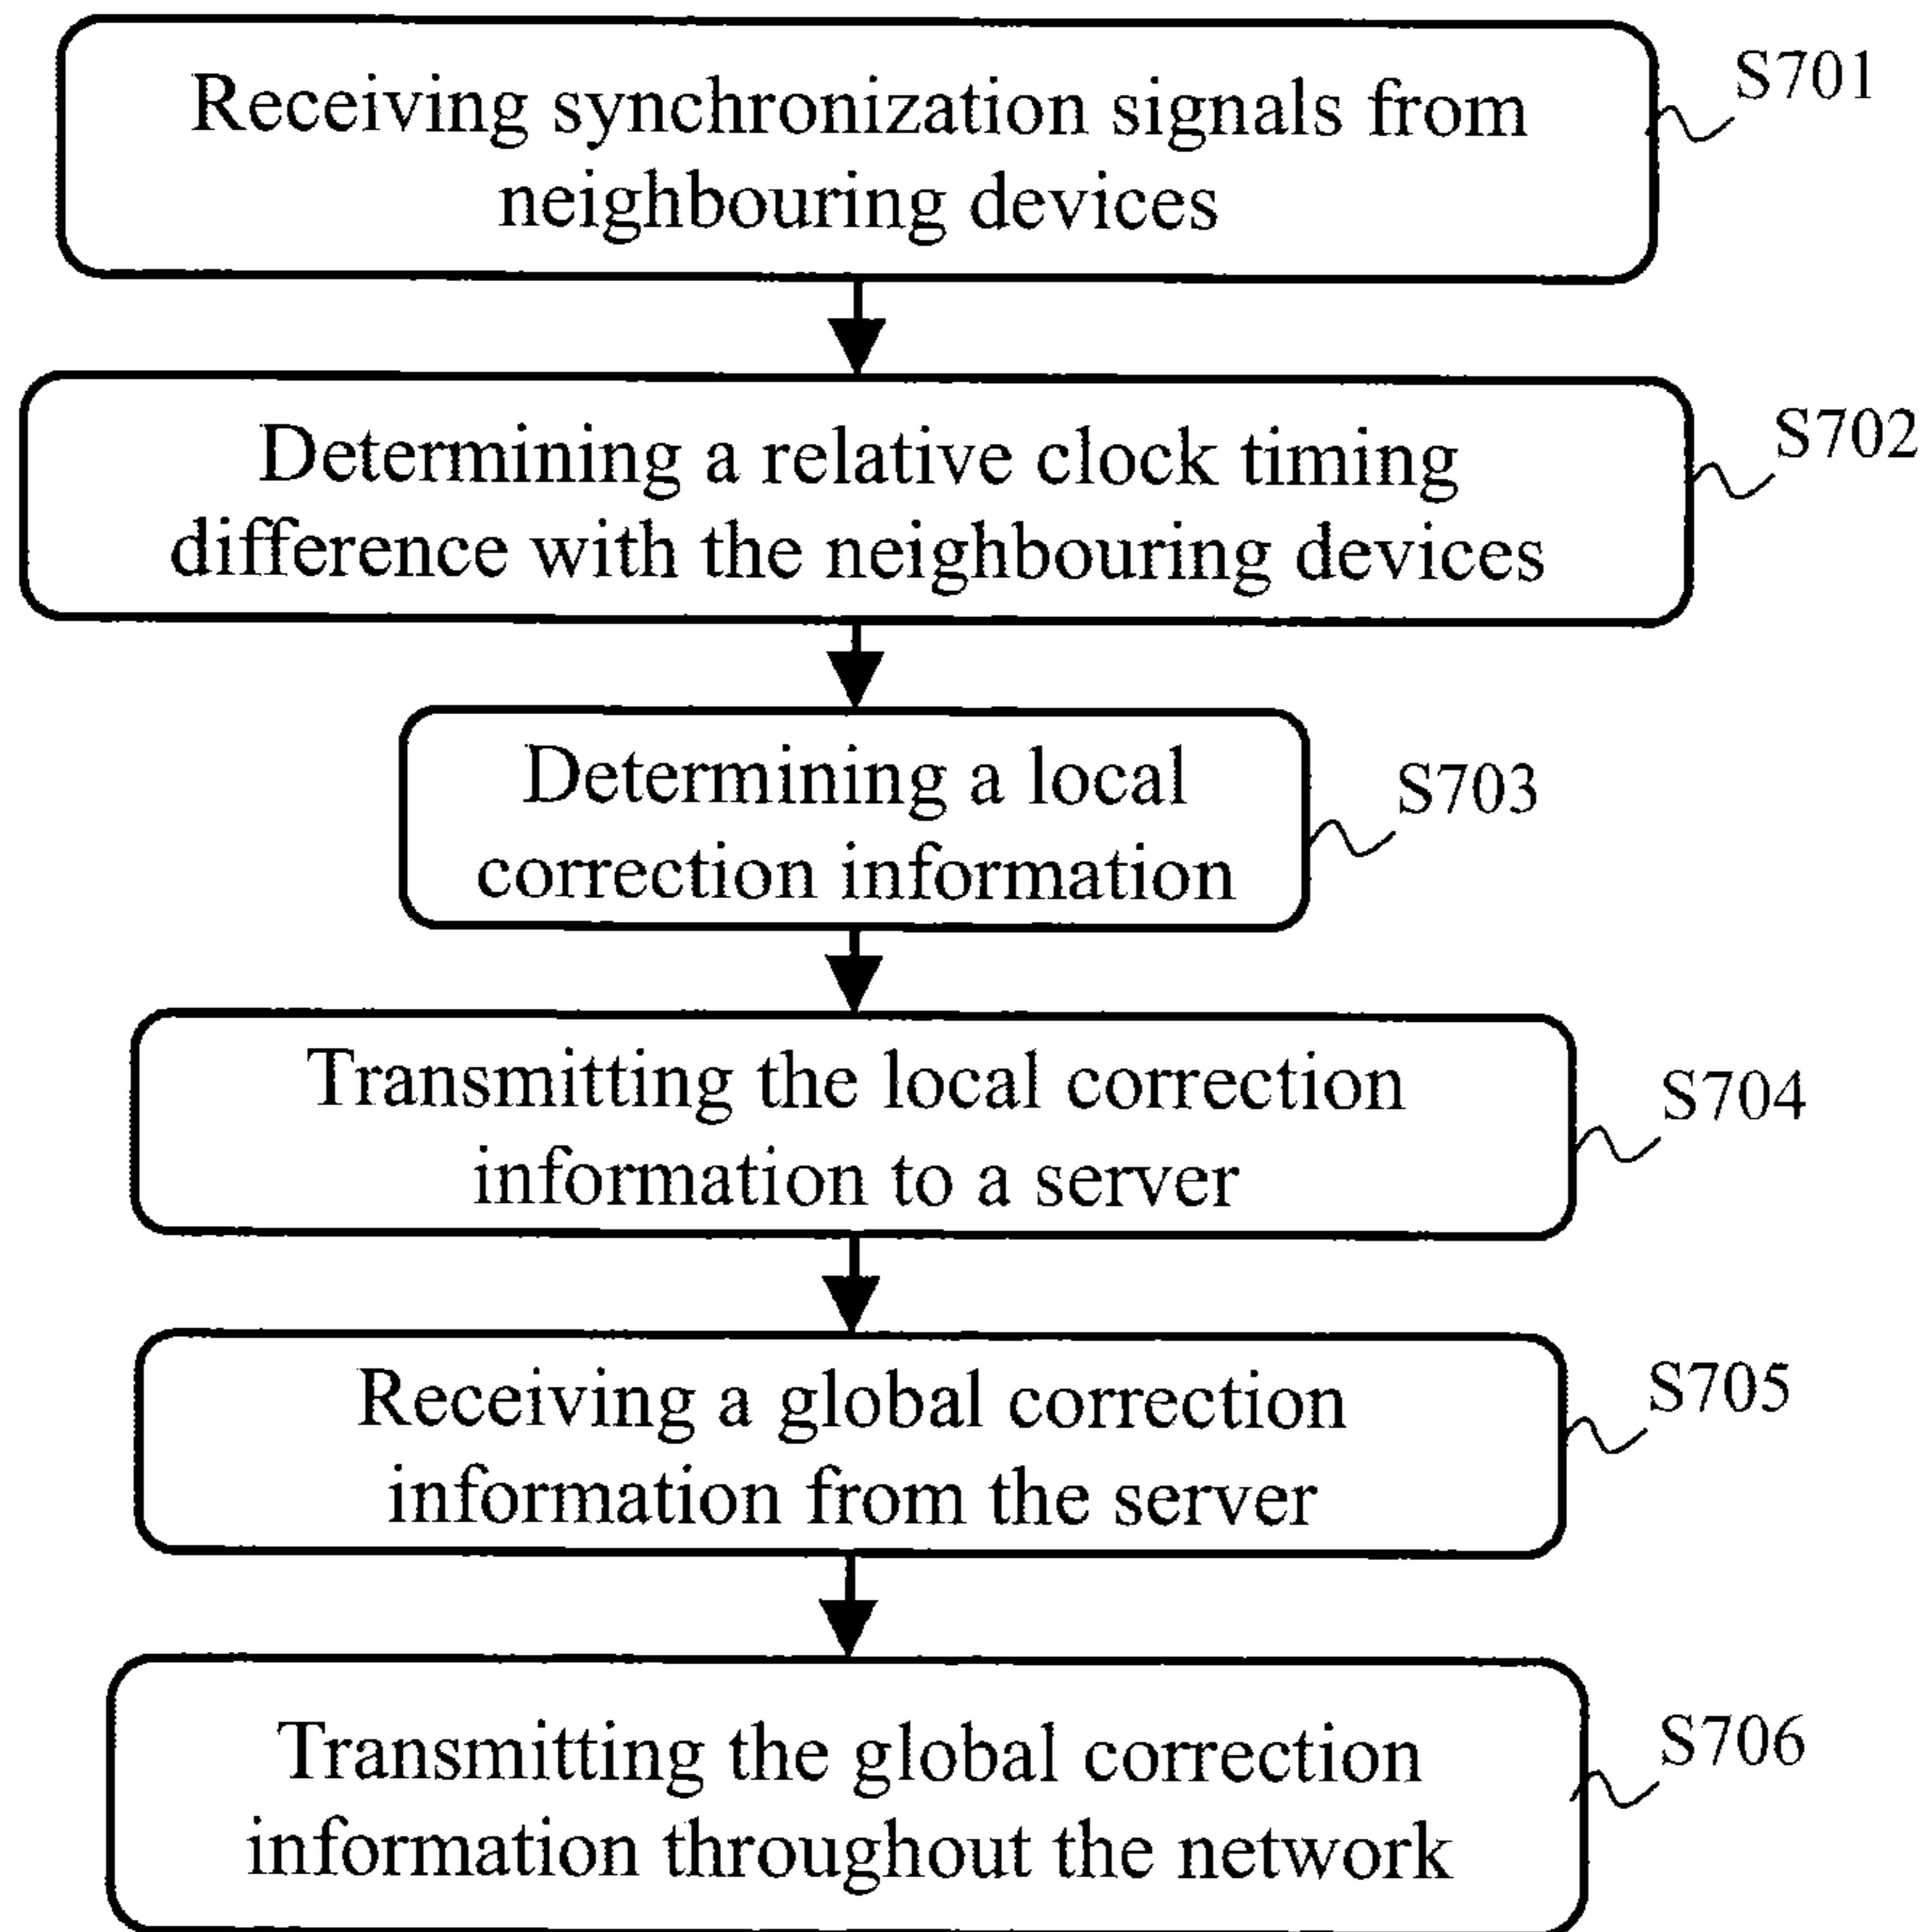 Receiving synchronization signals from
neighbouring devices
S701
Determining a relative clock timing
difference with the neighbouring devices
S702
Determining a local
correction information
S703
Transmitting the local correction
information to a server
S704
Receiving a global correction
information from the server
S705
Transmitting the global correction
information throughout the network
S706